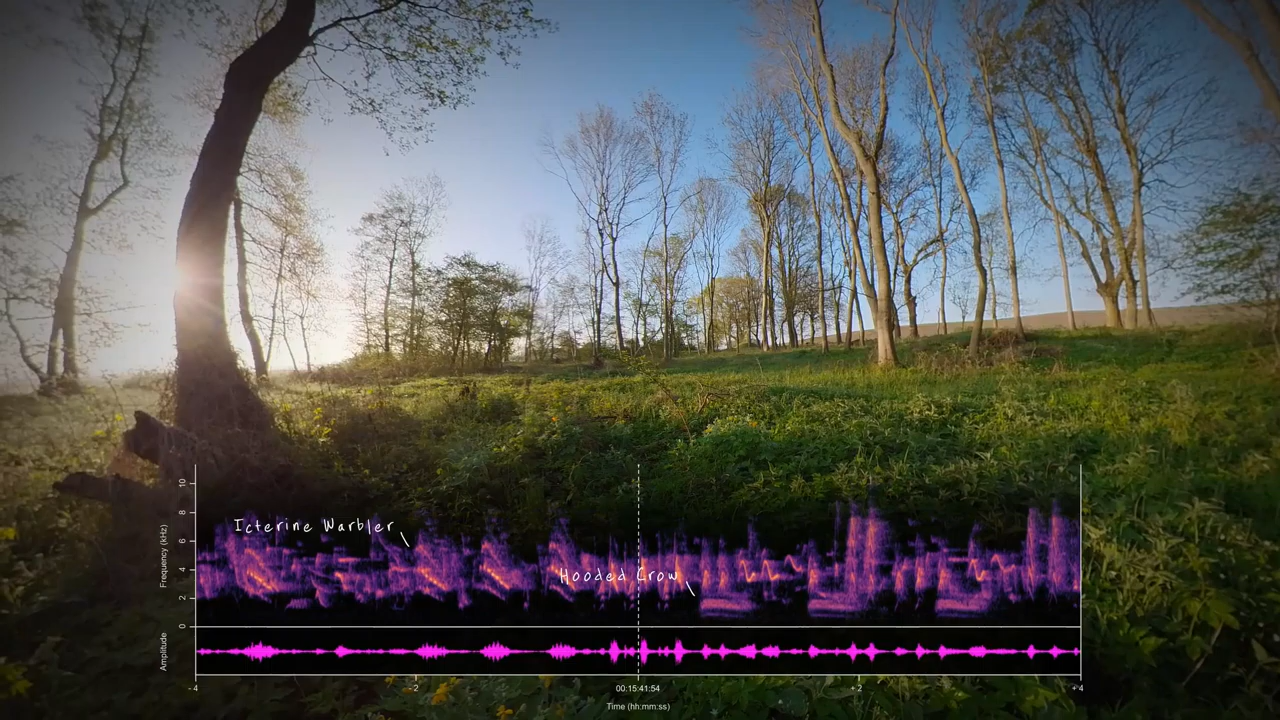 10
8
6
4
2
0
Frequency (kHz)
Amplitude
Icterine Warbler
Hooded Crow
- 4
- 2
00:15:41:54
+ 2
+ 4
Time (hh:mm:ss)